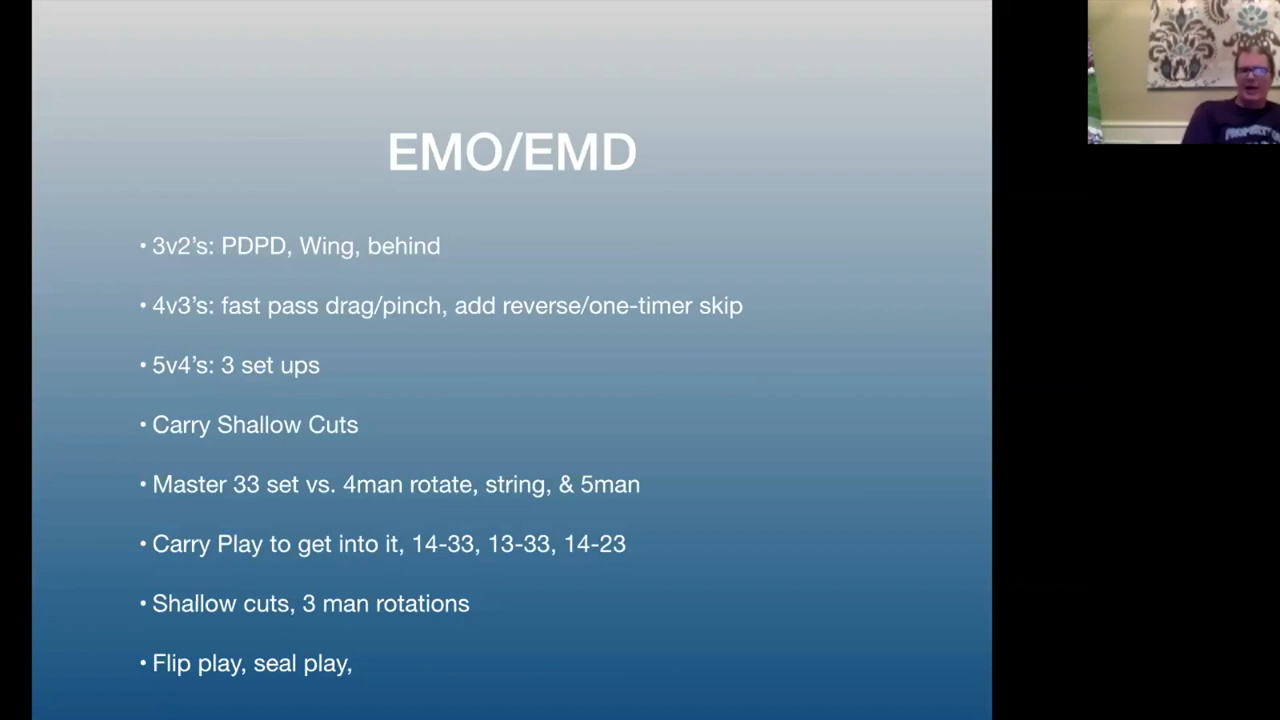 EMO/EMD
• 3v2’s: PDPD, Wing, behind
• 4v3’s: fast pass drag/pinch, add reverse/one-timer skip
• 5v4’s: 3 set ups
• Carry Shallow Cuts
• Master 33 set vs. 4man rotate, string, & 5man
• Carry Play to get into it, 14-33, 13-33, 14-23
• Shallow cuts, 3 man rotations
• Flip play, seal play,